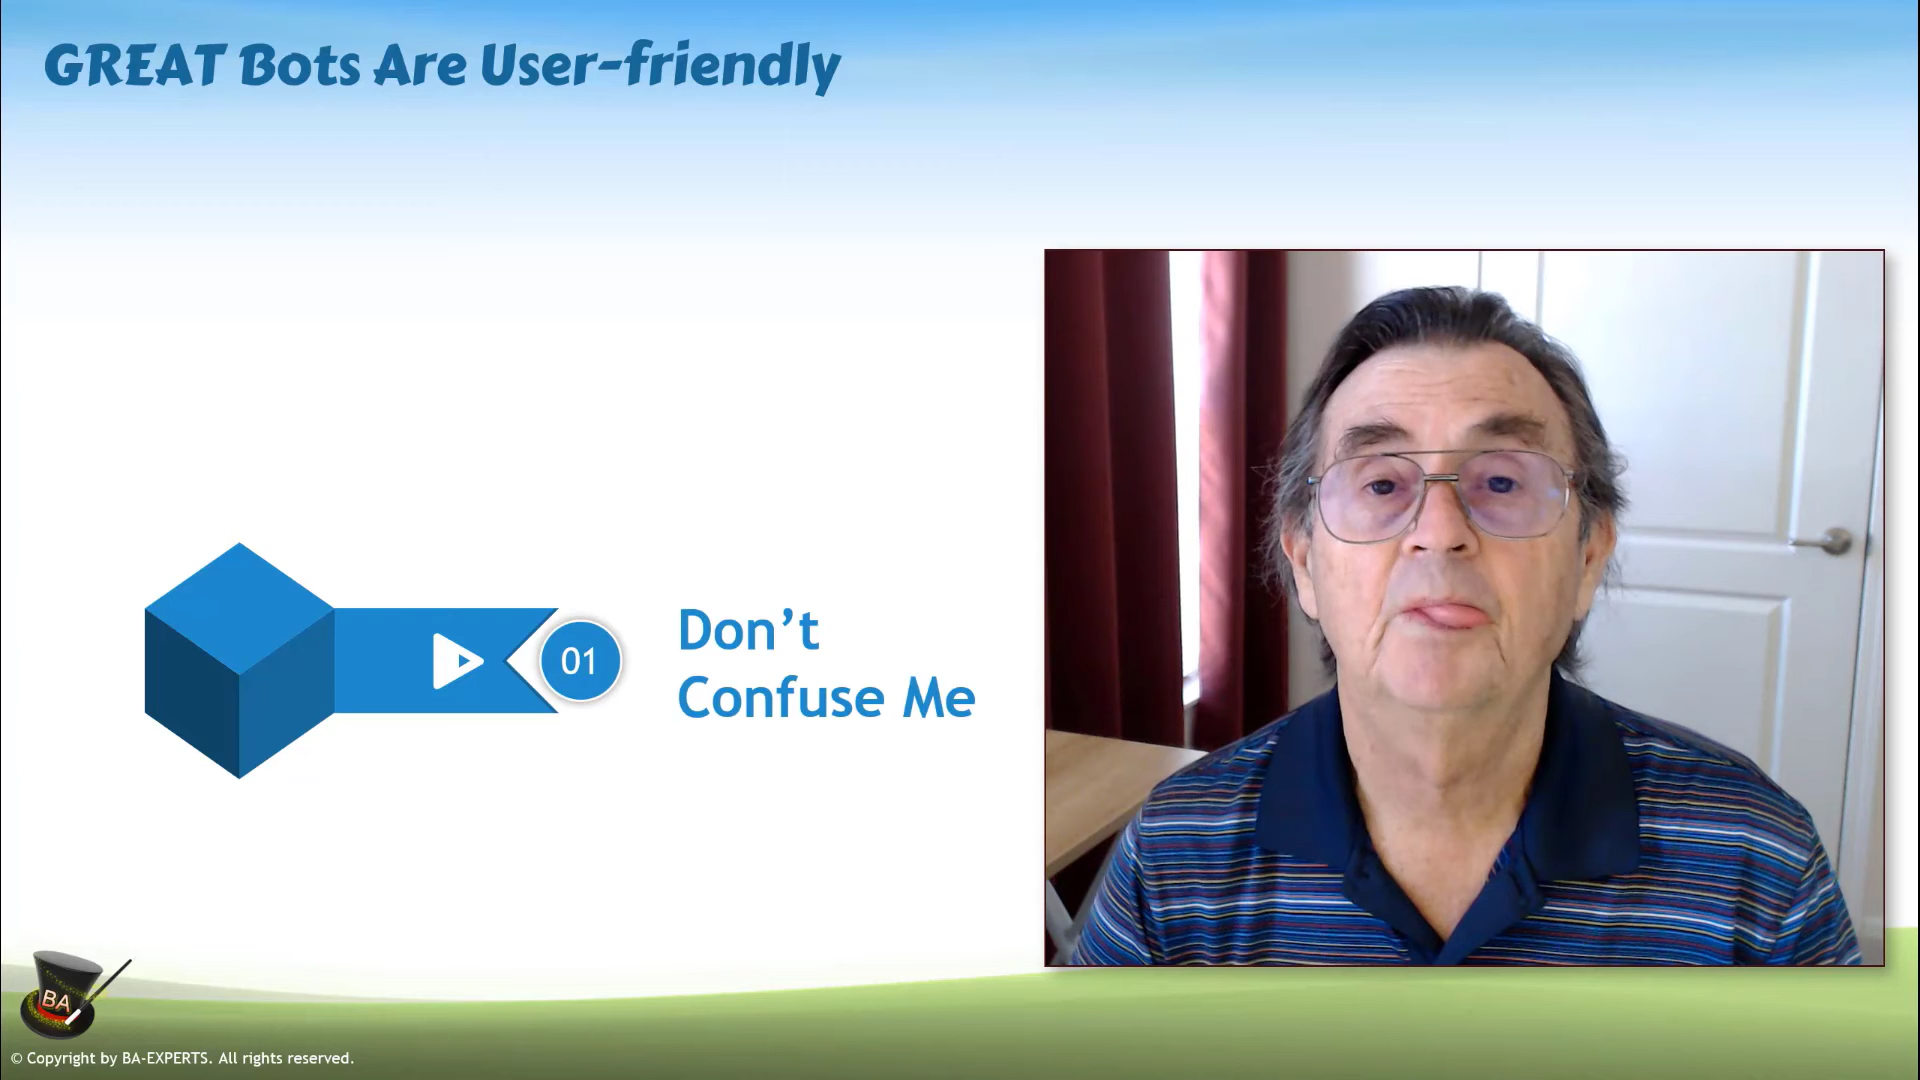 GREAT Bots Are User-friendly
01
Don’t
Confuse Me
BA
© Copyright by BA-EXPERTS. All rights reserved.